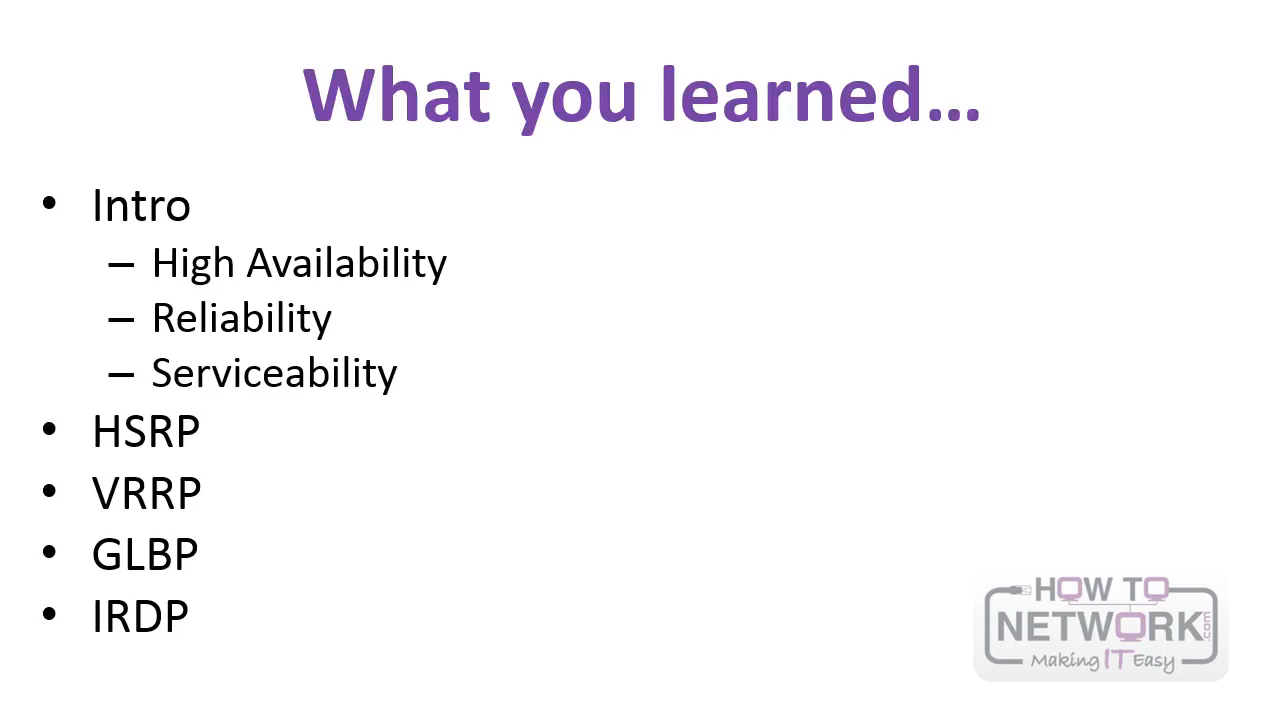 What you learned...
• Intro
– High Availability
– Reliability
– Serviceability
• HSRP
• VRRP
• GLBP
• IRDP
HOW TO
NETWORK.com
Making IT Easy